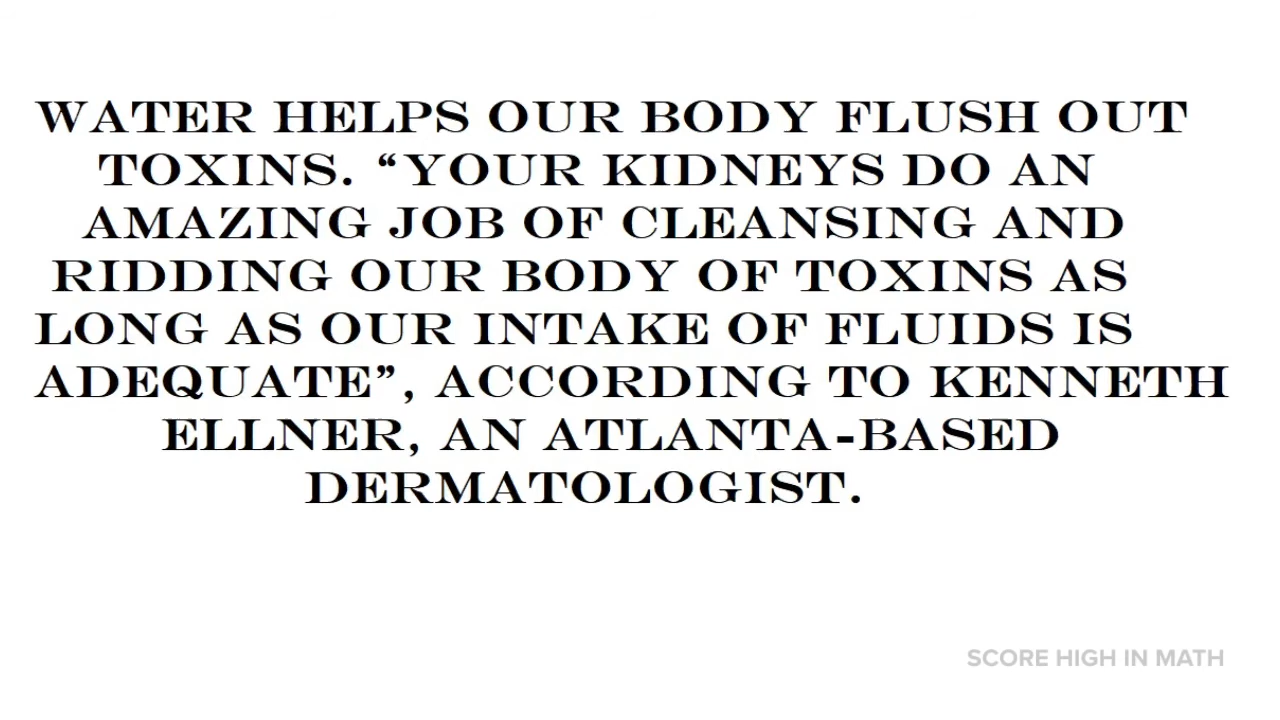 WATER HELPS OUR BODY FLUSH OUT
TOXINS. “YOUR KIDNEYS DO AN
AMAZING JOB OF CLEANSING AND
RIDDING OUR BODY OF TOXINS AS
LONG AS OUR INTAKE OF FLUIDS IS
ADEQUATE”, ACCORDING TO KENNETH
ELLNER, AN ATLANTA-BASED
DERMATOLOGIST.
SCORE HIGH IN MATH